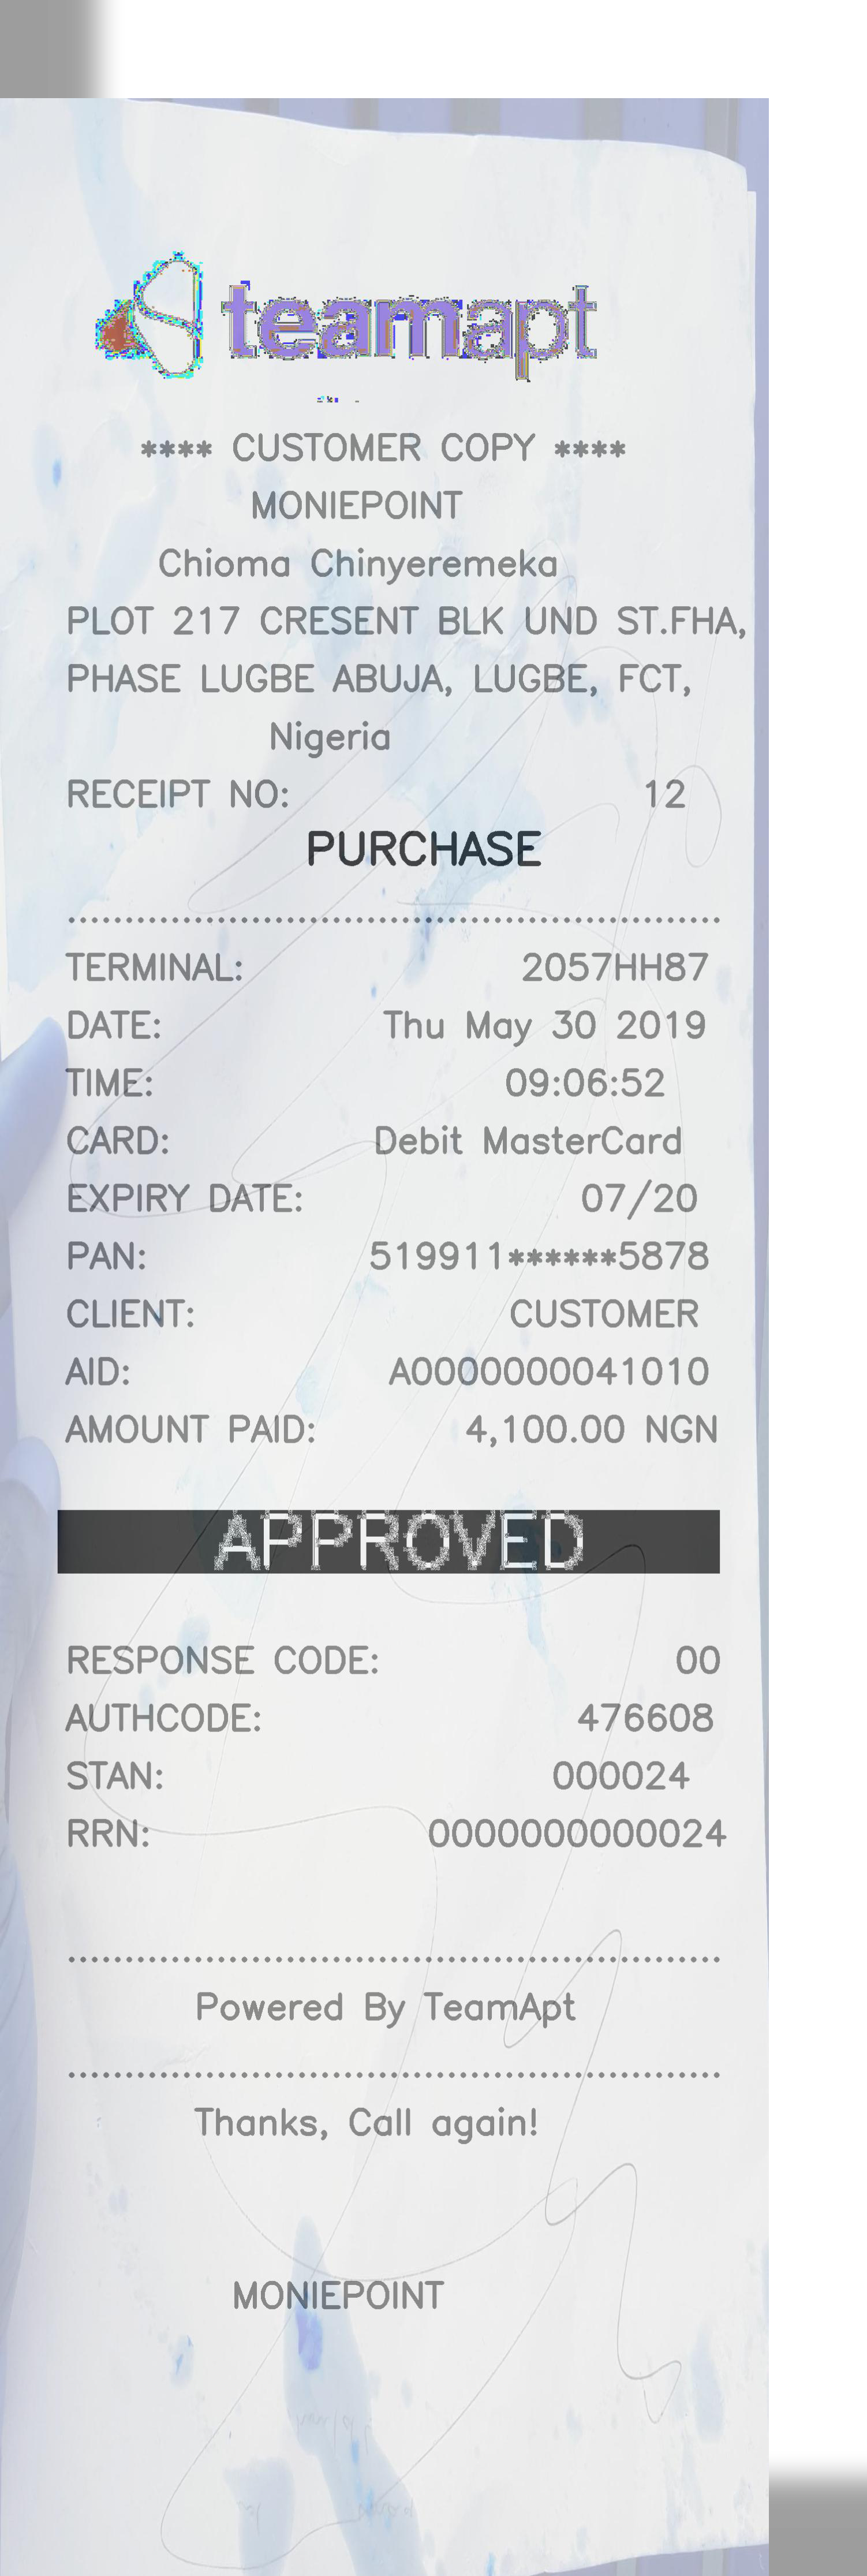 teamapt
**** CUSTOMER COPY ****
MONIEPOINT
Chioma Chinyeremeka
PLOT 217 CRESENT BLK UND ST.FHA,
PHASE LUGBE ABUJA, LUGBE, FCT,
Nigeria
RECEIPT NO: 12
PURCHASE
TERMINAL: 2057HH87
DATE: Thu May 30 2019
TIME: 09:06:52
CARD: Debit MasterCard
EXPIRY DATE: 07/20
PAN: 519911******5878
CLIENT: CUSTOMER
AID: A0000000041010
AMOUNT PAID: 4,100.00 NGN
APPROVED
RESPONSE CODE: 00
AUTHCODE: 476608
STAN: 000024
RRN: 0000000000024
Powered By TeamApt
Thanks, Call again!
MONIEPOINT